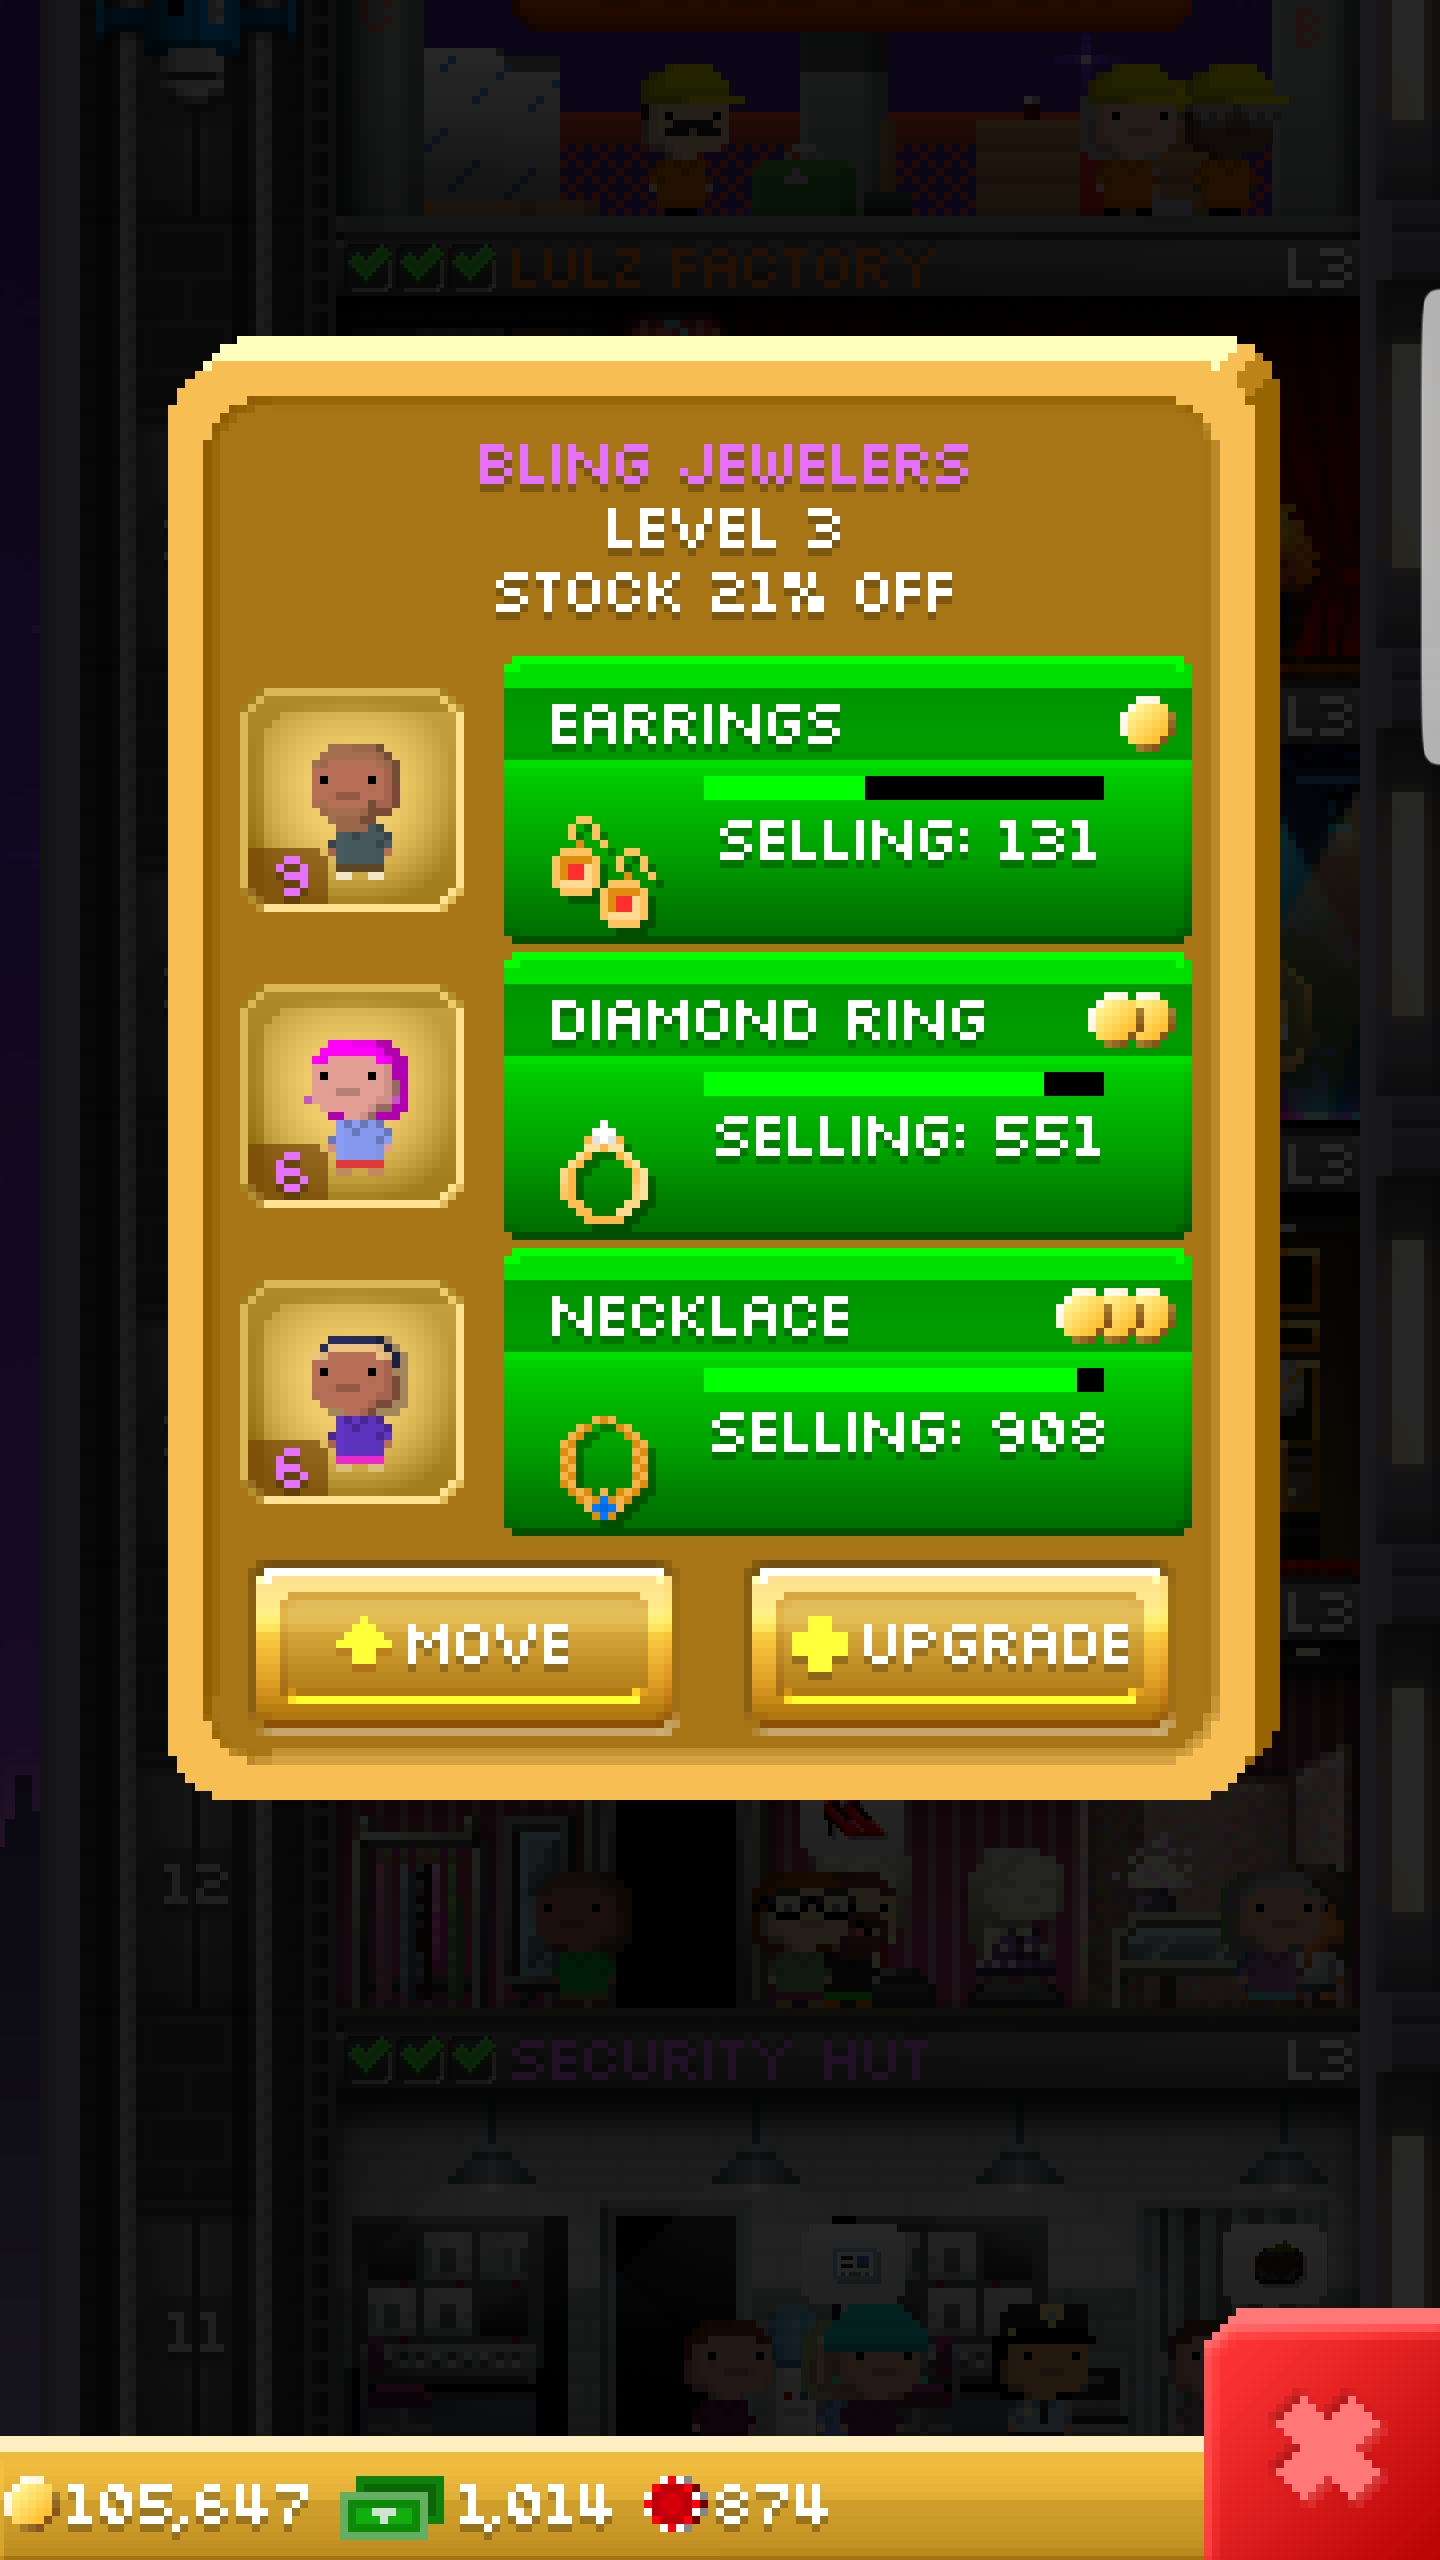 C
B
LULZ FACTORY L3
BLING JEWELERS
LEVEL 3
STOCK 21% OFF
EARRINGS
L3
SELLING: 131
9
DIAMOND RING
SELLING: 551
L3
6
NECKLACE
SELLING: 908
6
L3
MOVE
UPGRADE
12
SECURITY HUT L3
11
105,647 1,014 874